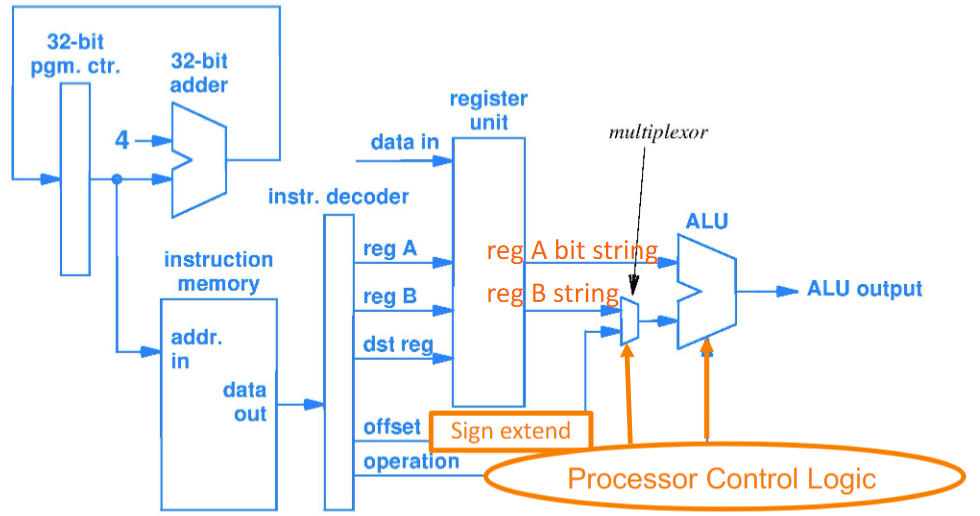 32-bit
pgm. ctr.
32-bit
adder
4
register
unit
multiplexor
data in
instr. decoder
ALU
reg A
reg A bit string
instruction
memory
reg B
reg B string
ALU output
addr.
in
dst reg
data
out
offset
Sign extend
operation
Processor Control Logic